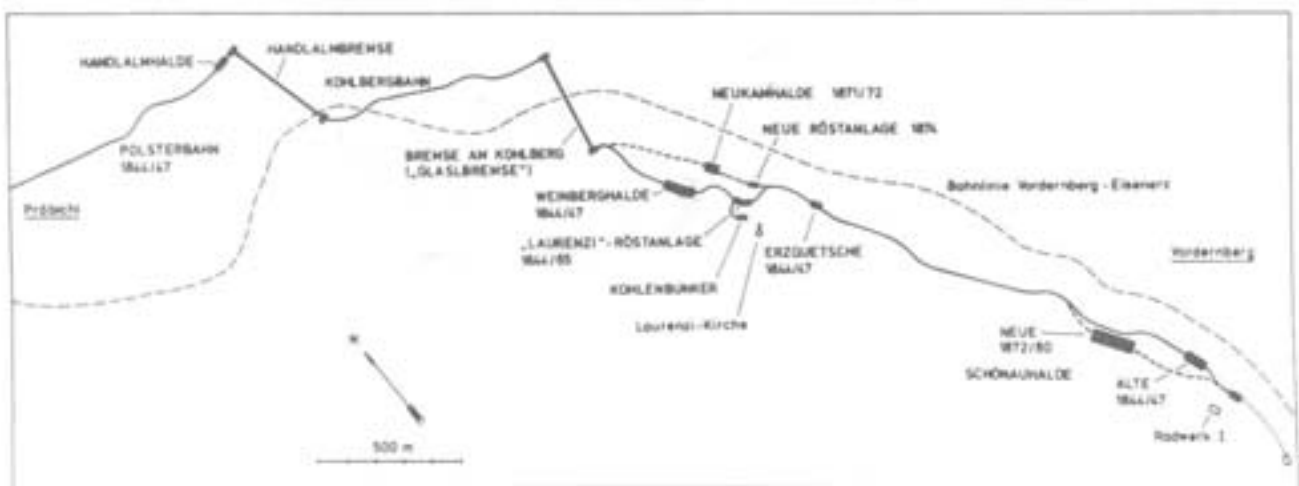 HANDLALMHALDE
HANDLALMBREMSE
KOHLBERGBAHN
POLSTERBAHN
1844/47
Präbichl
BREMSE AM KOHLBERG
(„GLASLBREMSE“)
NEUKAMHALDE 1871/72
NEUE RÖSTANLAGE 1874
WEINBERGHALDE
1844/47
„LAURENZI“-RÖSTANLAGE
1844/65
KOHLENBUNKER
Laurenzi-Kirche
ERZQUETSCHE
1844/47
Bahnlinie Vordernberg - Eisenerz
Vordernberg
NEUE
1872/80
SCHÖNAUHALDE
ALTE
1844/47
Radwerk I
500 m